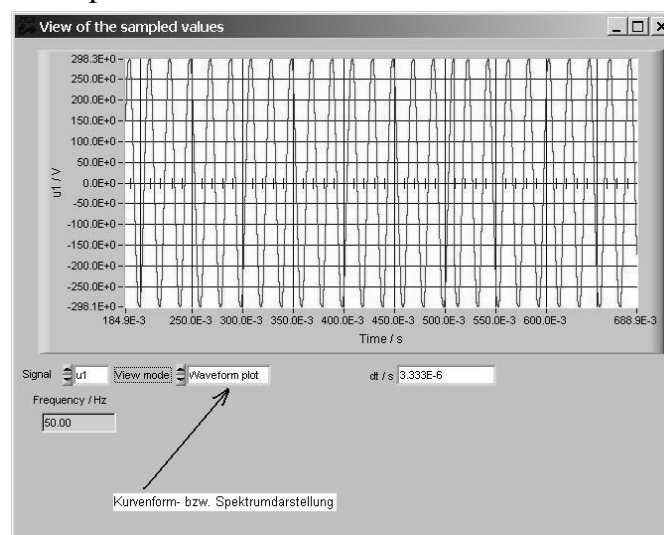 View of the sampled values
298.3E+0
250.0E+0
200.0E+0
150.0E+0
100.0E+0
50.0E+0
0.0E+0
-50.0E+0
-100.0E+0
-150.0E+0
-200.0E+0
-250.0E+0
-298.1E+0
u1 / V
184.9E-3 250.0E-3 300.0E-3 350.0E-3 400.0E-3 450.0E-3 500.0E-3 550.0E-3 600.0E-3 688.9E-3
Time / s
Signal u1 View mode Waveform plot dt / s 3.333E-6
Frequency / Hz
50.00
Kurvenform- bzw. Spektrumdarstellung